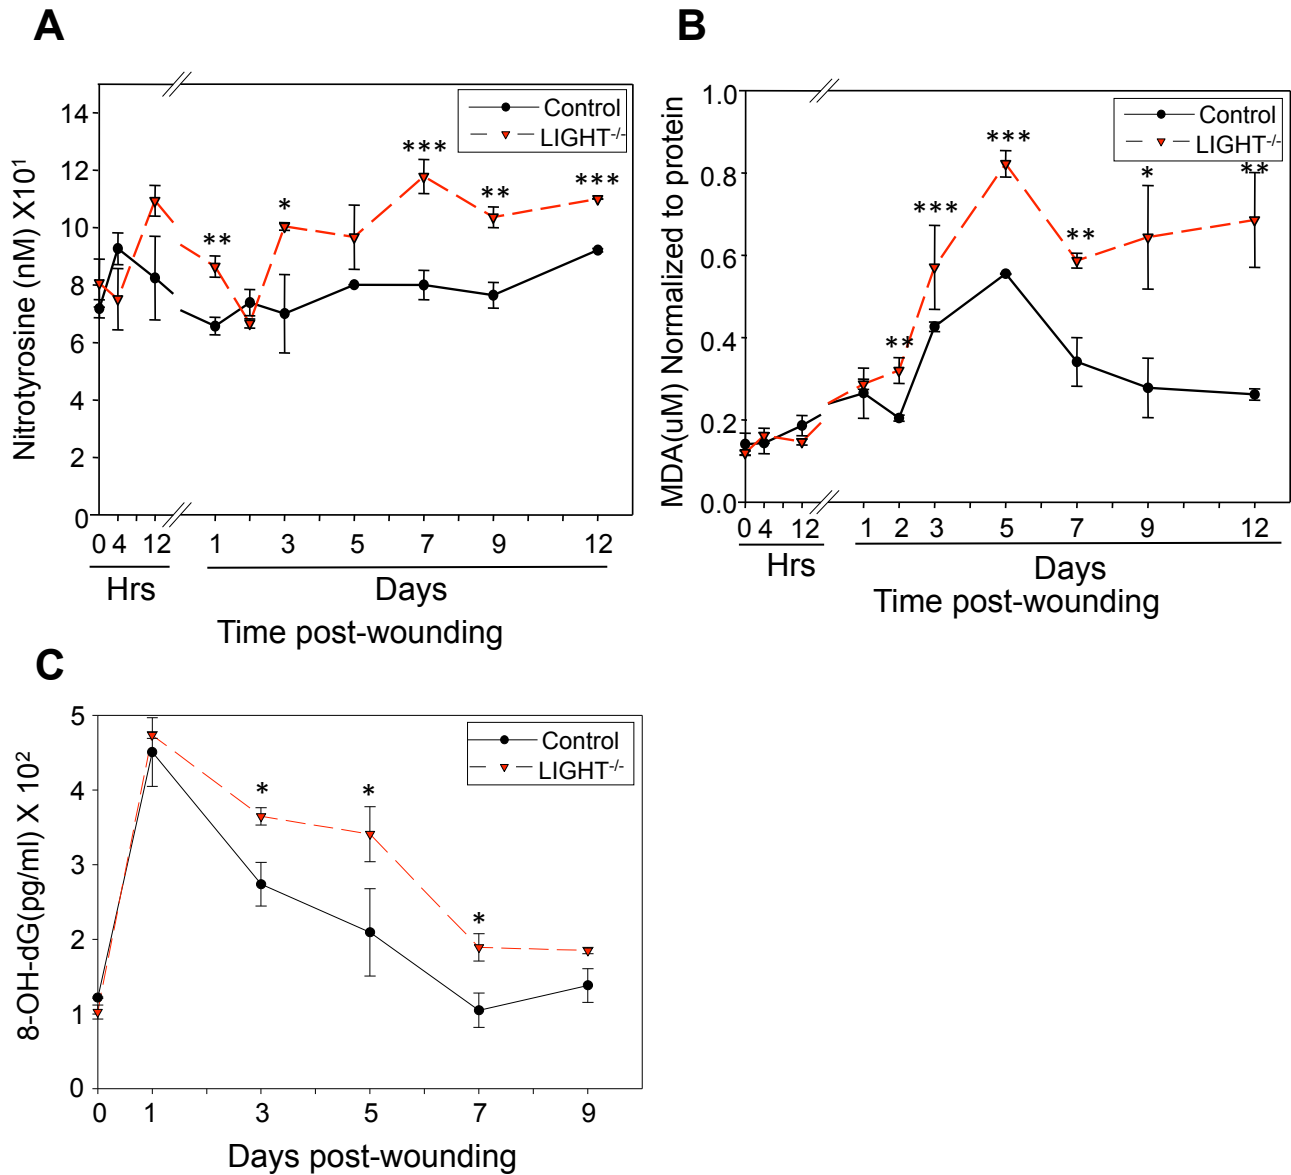 A
Nitrotyrosine (nM) X10¹
14
12
10
8
6
4
2
0
Control
LIGHT-/-
**
*
***
**
***
0 4 12 1 3 5 7 9 12
Hrs Days
Time post-wounding
B
MDA(uM) Normalized to protein
1.0
0.8
0.6
0.4
0.2
0.0
Control
LIGHT-/-
**
***
***
**
*
**
0 4 12 1 2 3 5 7 9 12
Hrs Days
Time post-wounding
C
8-OH-dG(pg/ml) X 10²
5
4
3
2
1
0
Control
LIGHT-/-
*
*
*
0 1 3 5 7 9
Days post-wounding